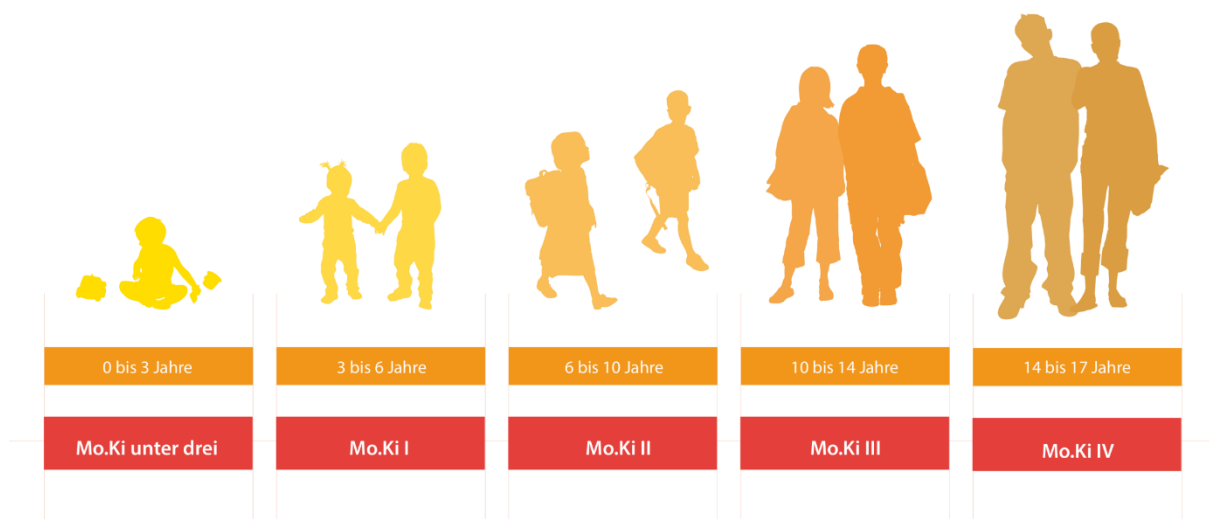 0 bis 3 Jahre
3 bis 6 Jahre
6 bis 10 Jahre
10 bis 14 Jahre
14 bis 17 Jahre
Mo.Ki unter drei
Mo.Ki I
Mo.Ki II
Mo.Ki III
Mo.Ki IV